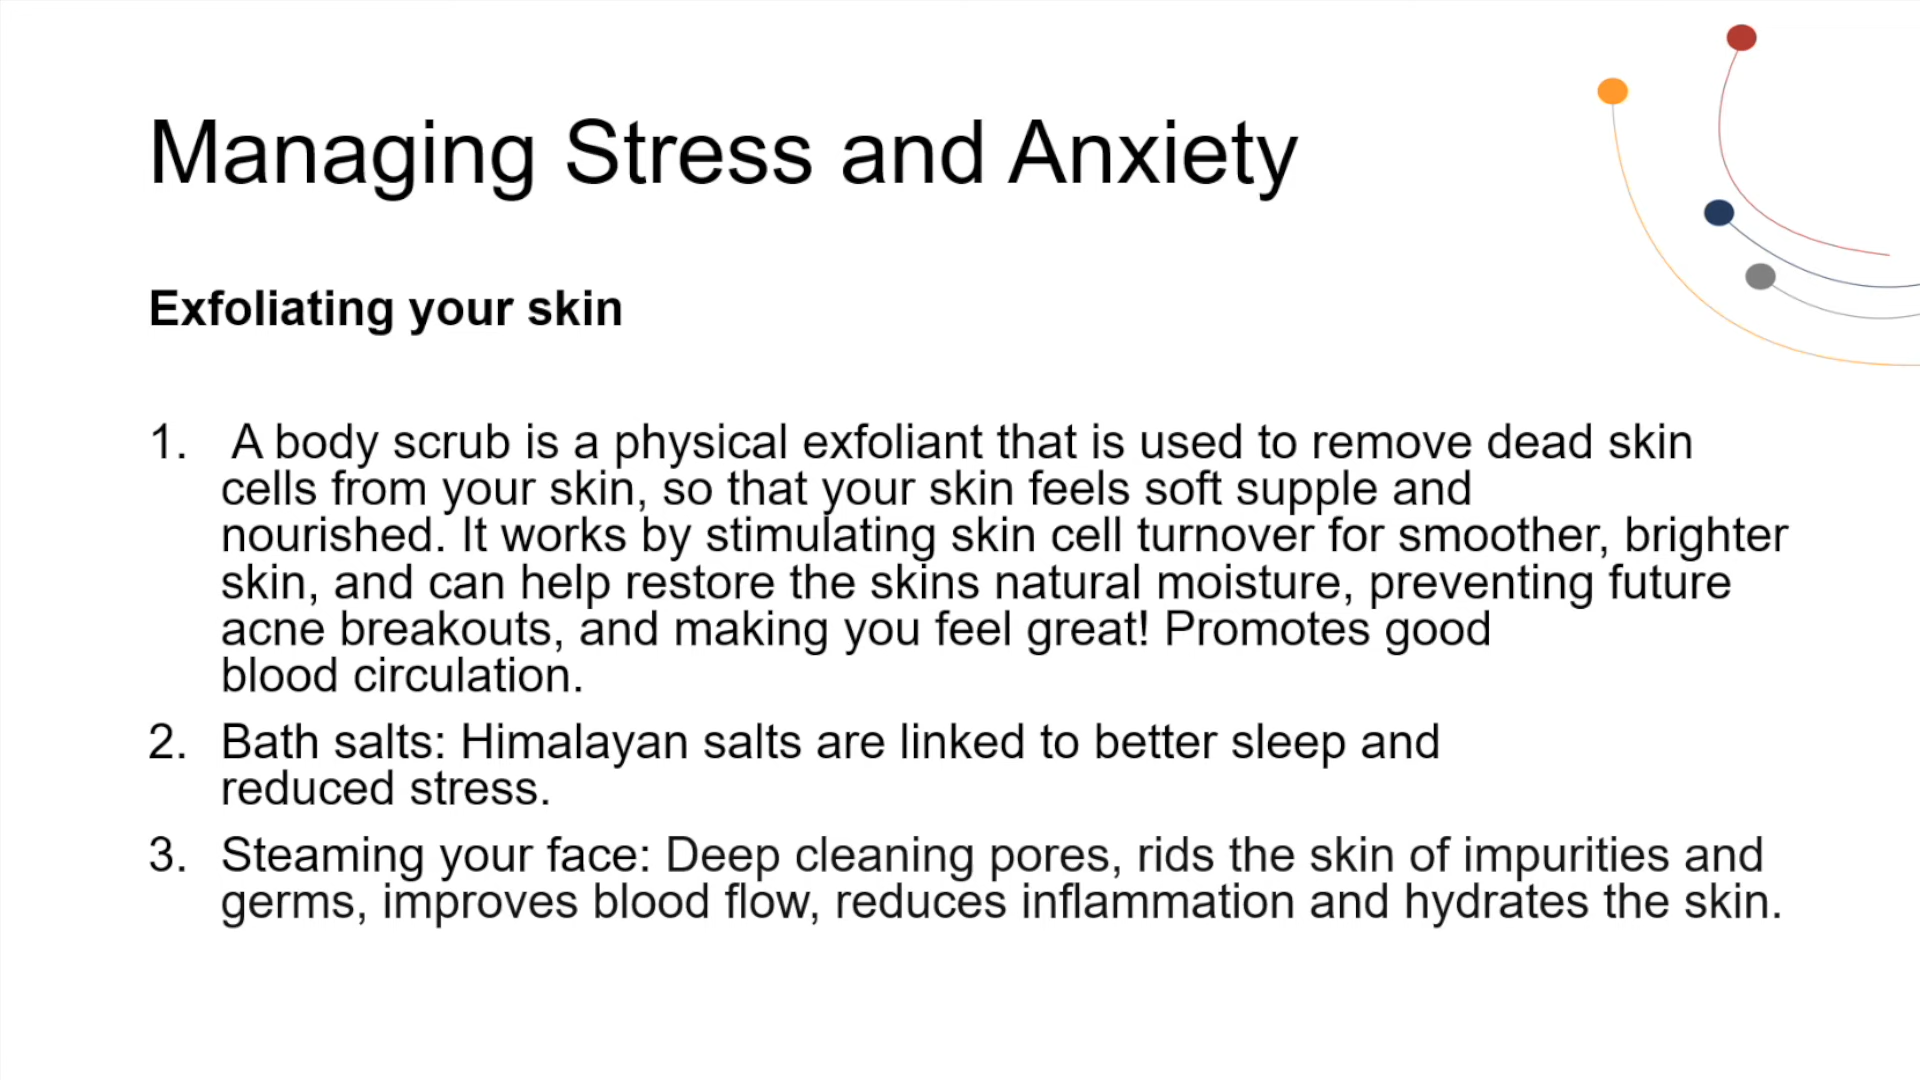 Managing Stress and Anxiety
Exfoliating your skin
1. A body scrub is a physical exfoliant that is used to remove dead skin
cells from your skin, so that your skin feels soft supple and
nourished. It works by stimulating skin cell turnover for smoother, brighter
skin, and can help restore the skins natural moisture, preventing future
acne breakouts, and making you feel great! Promotes good
blood circulation.
2. Bath salts: Himalayan salts are linked to better sleep and
reduced stress.
3. Steaming your face: Deep cleaning pores, rids the skin of impurities and
germs, improves blood flow, reduces inflammation and hydrates the skin.